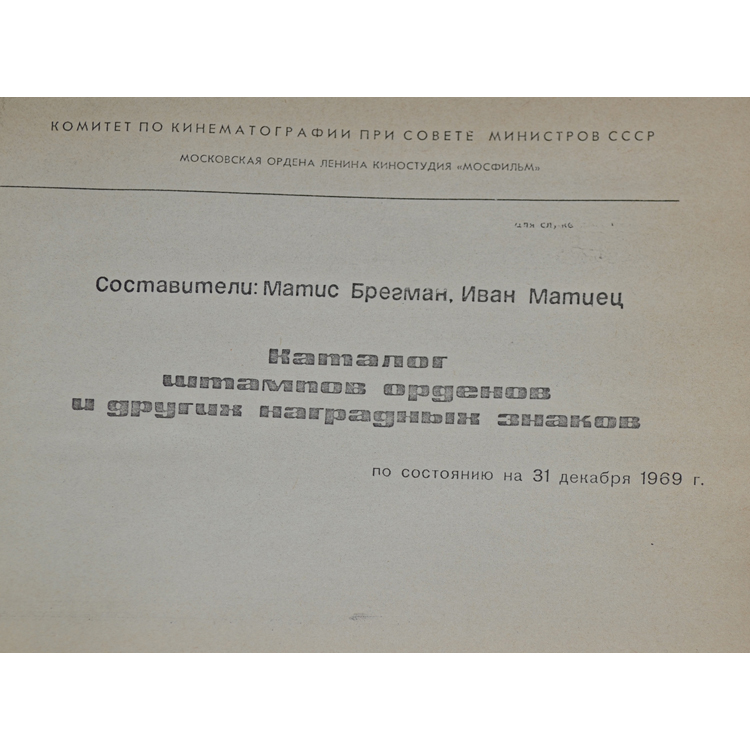 КОМИТЕТ ПО КИНЕМАТОГРАФИИ ПРИ СОВЕТЕ МИНИСТРОВ СССР
МОСКОВСКАЯ ОРДЕНА ЛЕНИНА КИНОСТУДИЯ «МОСФИЛЬМ»
Составители: Матис Брегман, Иван Матиец
Каталог
штампов орденов
и других наградных знаков
по состоянию на 31 декабря 1969 г.